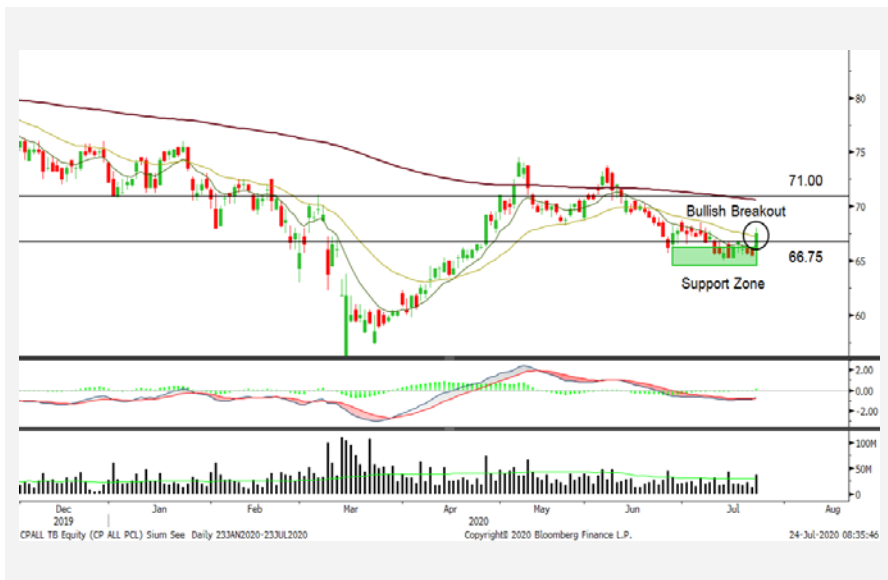 80
75
71.00
70
Bullish Breakout
66.75
65
Support Zone
60
2.00
0.00
-2.00
100M
50M
0
Dec Jan Feb Mar Apr May Jun Jul Aug
2019 2020
CPALL TB Equity (CP ALL PCL) Sium See Daily 23JAN2020-23JUL2020 Copyright© 2020 Bloomberg Finance L.P. 24-Jul-2020 08:35:46